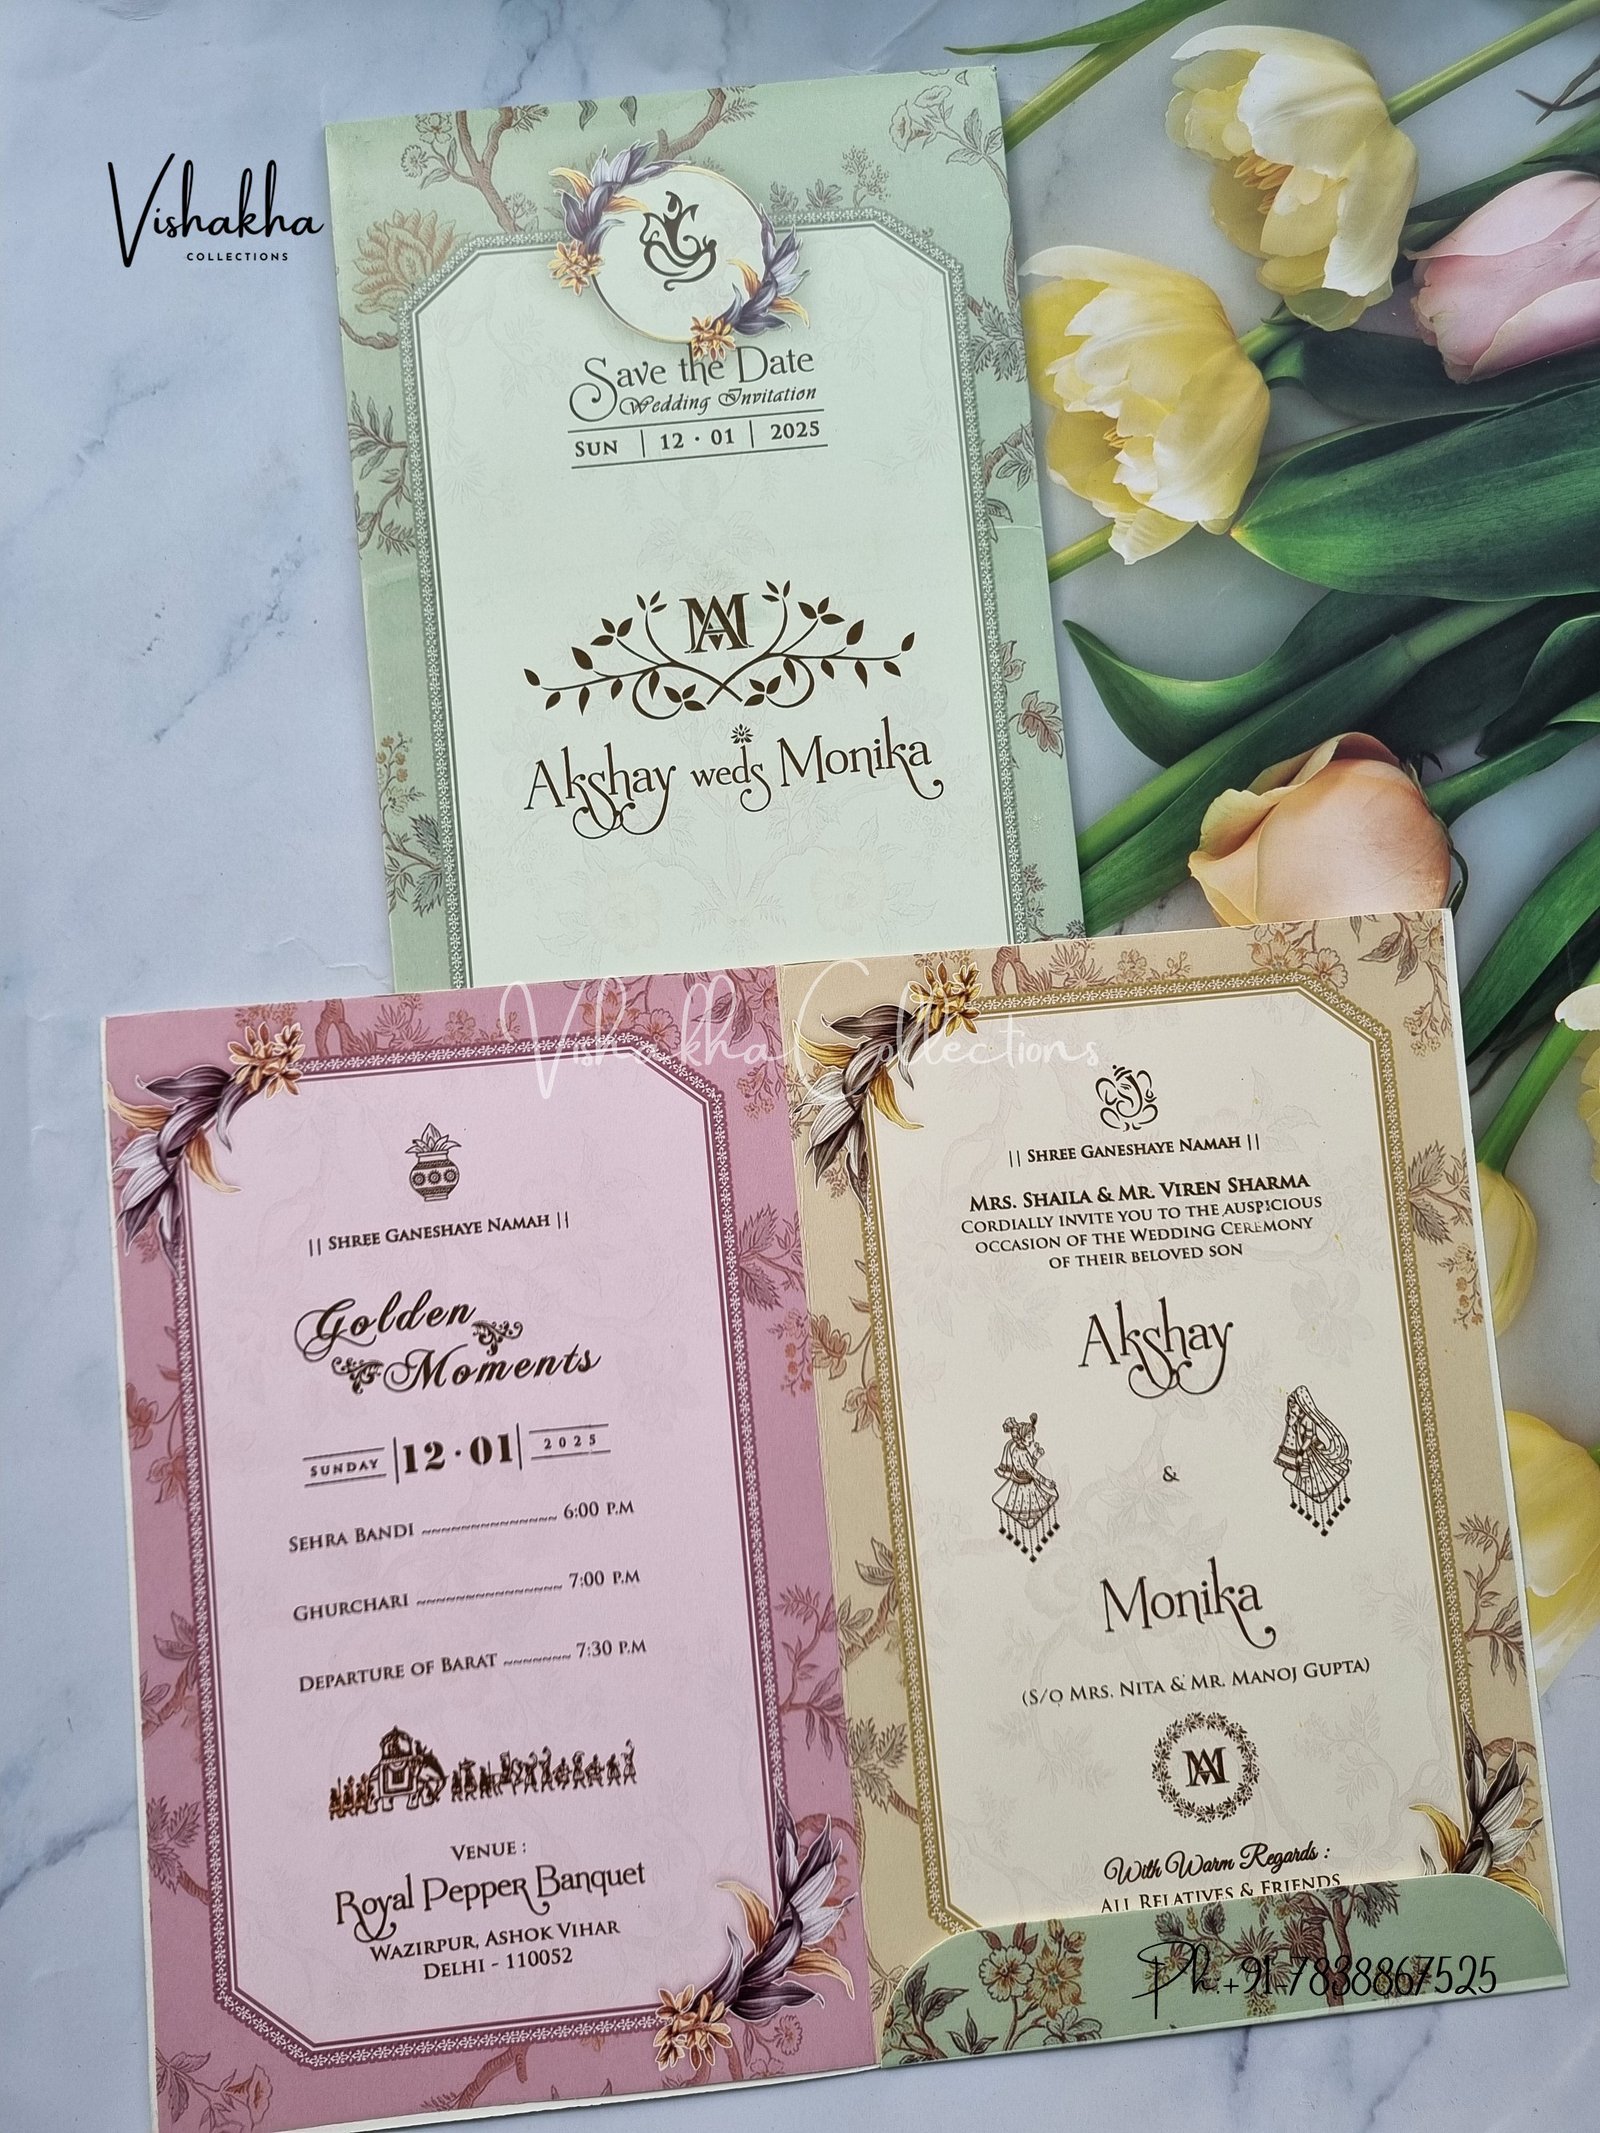 Vishakha
COLLECTIONS
Save the Date
Wedding Invitation
SUN | 12 · 01 | 2025
AM
Akshay weds Monika
Vishakha Collections
|| SHREE GANESHAYE NAMAH ||
Golden
Moments
SUNDAY | 12 · 01 | 2025
SEHRA BANDI ~~~~~~~~~~~~~~ 6:00 P.M
GHURCHARI ~~~~~~~~~~~~~~~ 7:00 P.M
DEPARTURE OF BARAT ~~~~~~~ 7:30 P.M
VENUE :
Royal Pepper Banquet
WAZIRPUR, ASHOK VIHAR
DELHI - 110052
|| SHREE GANESHAYE NAMAH ||
MRS. SHAILA & MR. VIREN SHARMA
CORDIALLY INVITE YOU TO THE AUSPICIOUS
OCCASION OF THE WEDDING CEREMONY
OF THEIR BELOVED SON
Akshay
&
Monika
(S/O MRS. NITA & MR. MANOJ GUPTA)
AM
With Warm Regards :
ALL RELATIVES & FRIENDS
Ph.+91-7838867525